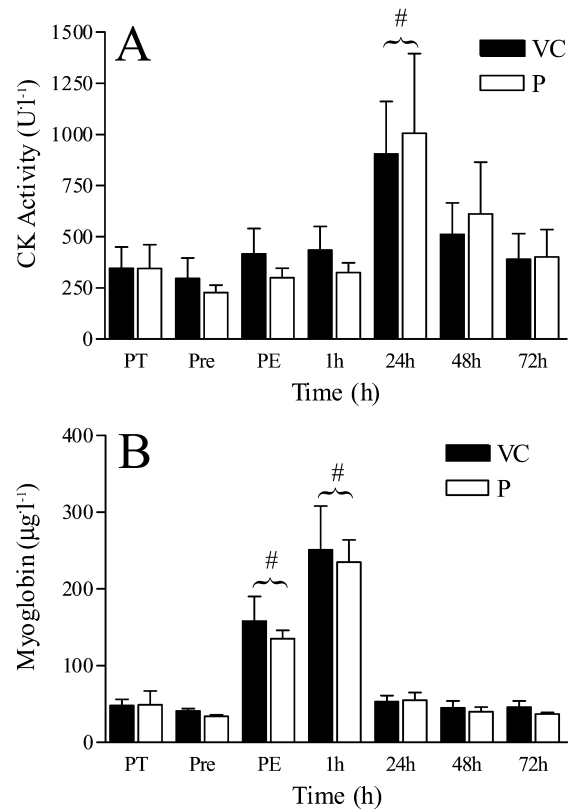 A
1500
1250
1000
750
500
250
0
CK Activity (U·l-1)
#
VC
P
PT Pre PE 1h 24h 48h 72h
Time (h)
B
400
300
200
100
0
Myoglobin (µg·l-1)
#
#
VC
P
PT Pre PE 1h 24h 48h 72h
Time (h)